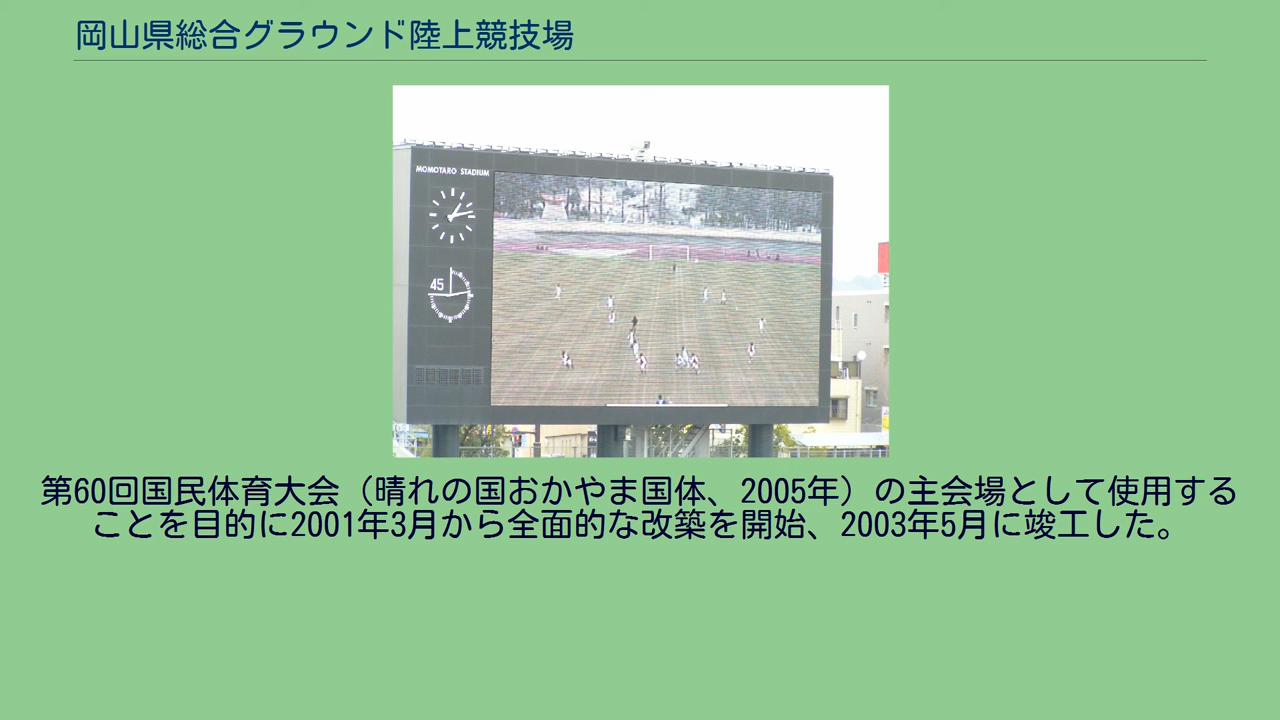 岡山県総合グラウンド陸上競技場
MOMOTARO STADIUM
45
第60回国民体育大会（晴れの国おかやま国体、2005年）の主会場として使用する
ことを目的に2001年3月から全面的な改築を開始、2003年5月に竣工した。